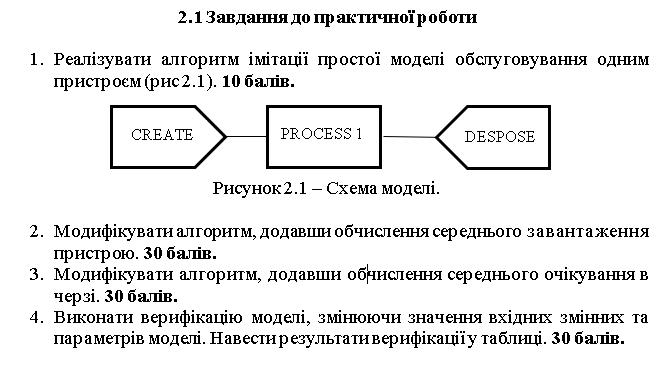 2.1 Завдання до практичної роботи
1. Реалізувати алгоритм імітації простої моделі обслуговування одним
пристроєм (рис 2.1). 10 балів.
CREATE PROCESS 1 DESPOSE
Рисунок 2.1 – Схема моделі.
2. Модифікувати алгоритм, додавши обчислення середнього завантаження
пристрою. 30 балів.
3. Модифікувати алгоритм, додавши обчислення середнього очікування в
черзі. 30 балів.
4. Виконати верифікацію моделі, змінюючи значення вхідних змінних та
параметрів моделі. Навести результати верифікації у таблиці. 30 балів.